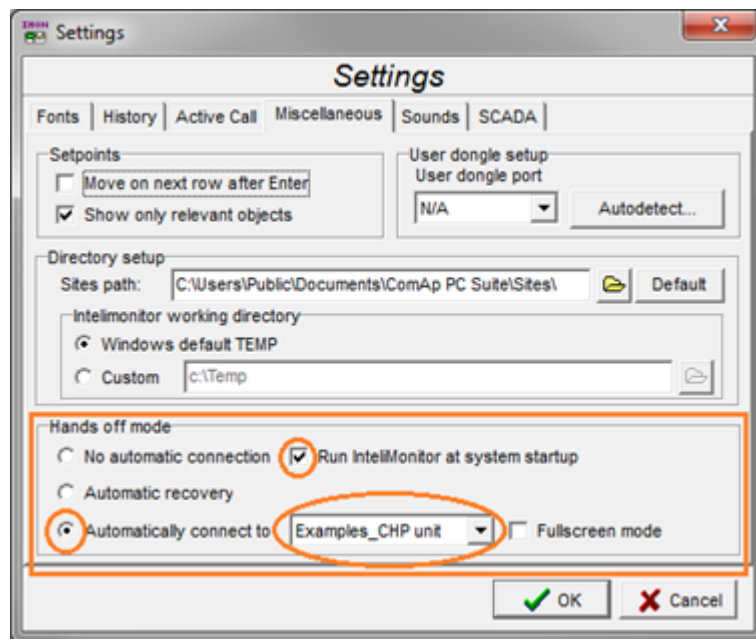 IMON
Settings
Settings
Fonts History Active Call Miscellaneous Sounds SCADA
Setpoints
Move on next row after Enter
Show only relevant objects
User dongle setup
User dongle port
N/A Autodetect...
Directory setup
Sites path: C:\Users\Public\Documents\ComAp PC Suite\Sites\ Default
Intelimonitor working directory
Windows default TEMP
Custom c:\Temp
Hands off mode
No automatic connection Run InteliMonitor at system startup
Automatic recovery
Automatically connect to Examples_CHP unit Fullscreen mode
OK Cancel